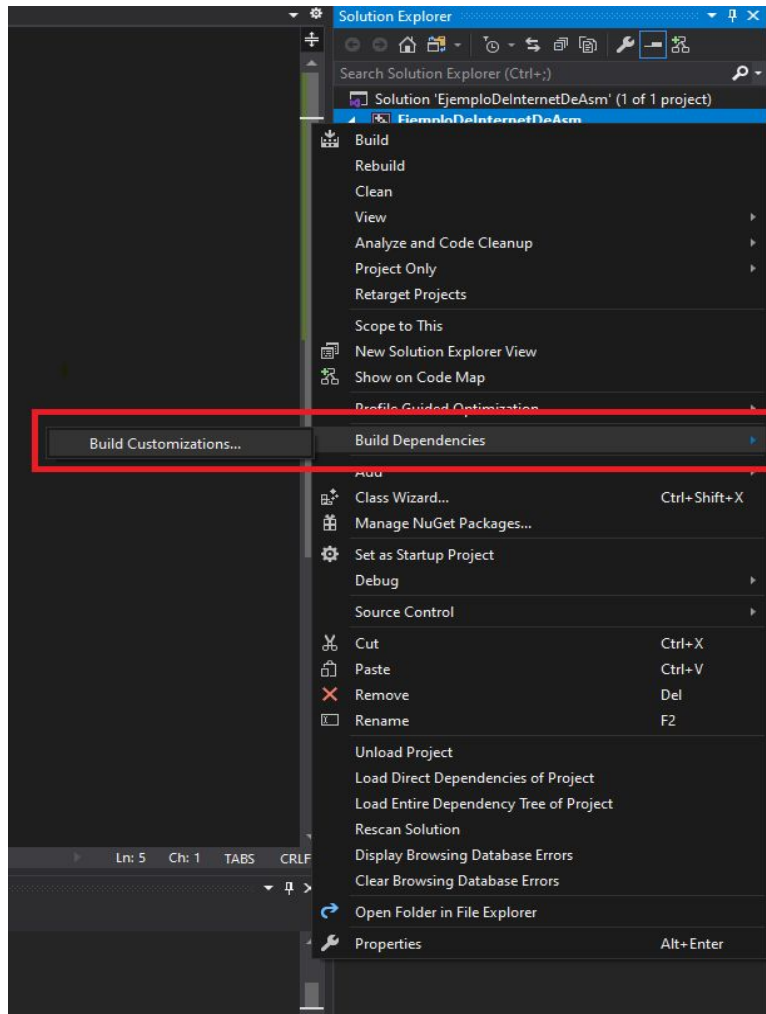 Solution Explorer
Search Solution Explorer (Ctrl+;)
Solution 'EjemploDeInternetDeAsm' (1 of 1 project)
EjemploDeInternetDeAsm
Build
Rebuild
Clean
View
Analyze and Code Cleanup
Project Only
Retarget Projects
Scope to This
New Solution Explorer View
Show on Code Map
Profile Guided Optimization
Build Customizations...
Build Dependencies
Add
Class Wizard... Ctrl+Shift+X
Manage NuGet Packages...
Set as Startup Project
Debug
Source Control
Cut Ctrl+X
Paste Ctrl+V
Remove Del
Rename F2
Unload Project
Load Direct Dependencies of Project
Load Entire Dependency Tree of Project
Rescan Solution
Display Browsing Database Errors
Ln: 5 Ch: 1 TABS CRLF
Clear Browsing Database Errors
Open Folder in File Explorer
Properties Alt+Enter